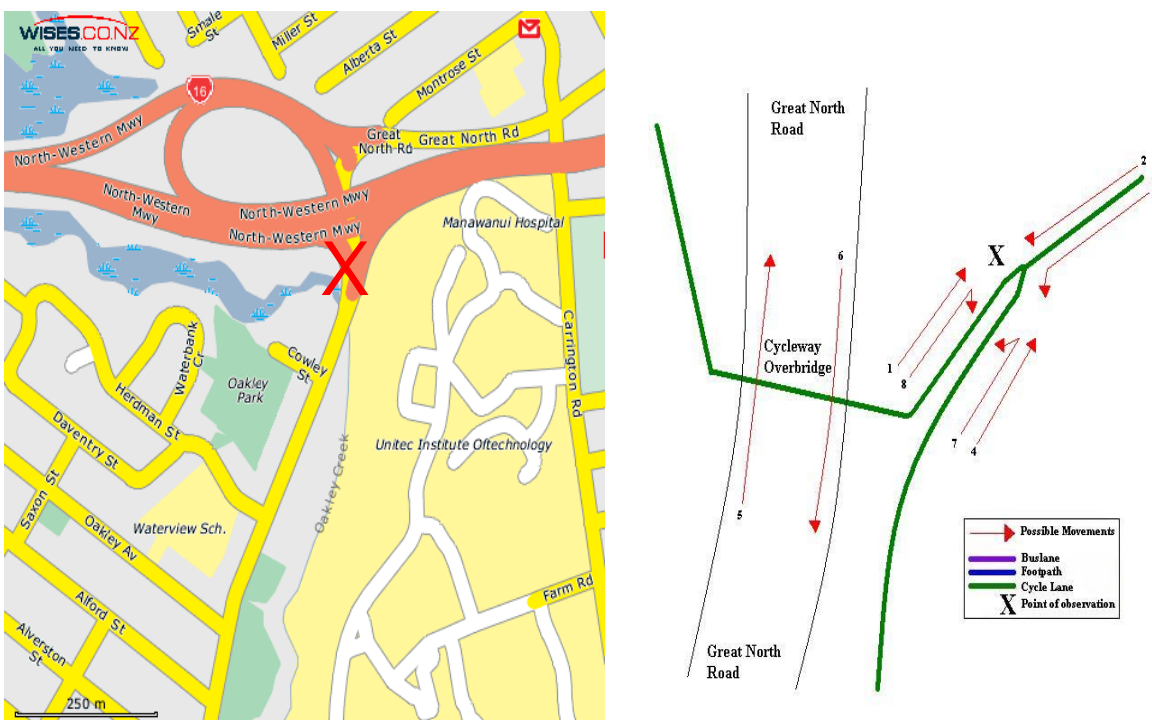 WISES.CO.NZ
ALL YOU NEED TO KNOW
Smale
St
Miller St
Alberta St
Montrose St
16
North-Western Mwy
Great
North Rd
Great North Rd
North-Western
Mwy
North-Western Mwy
North-Western Mwy
Manawanui Hospital
X
Carrington Rd
Waterbank
Cr
Cowley
St
Oakley
Park
Herdman St
Daventry St
Unitec Institute Oftechnology
Oakley Creek
Saxon St
Waterview Sch.
Oakley Av
Farm Rd
Alford St
Alverston
St
250 m
Great North
Road
2
X
6
Cycleway
Overbridge
1
8
7
4
5
Great North
Road
Possible Movements
Buslane
Footpath
Cycle Lane
X Point of observation